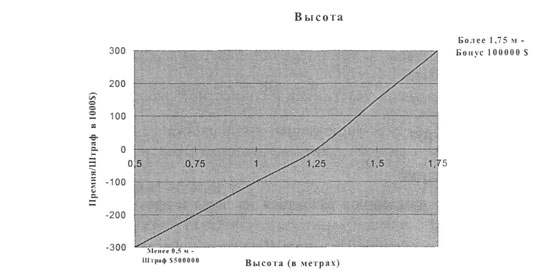 Высота
Более 1,75 м -
Бонус 100000 $
Премия/Штраф в 1000$)
300
200
100
0
-100
-200
-300
0,5
0,75
1
1,25
1,5
1,75
Менее 0,5 м -
Штраф $500000
Высота (в метрах)